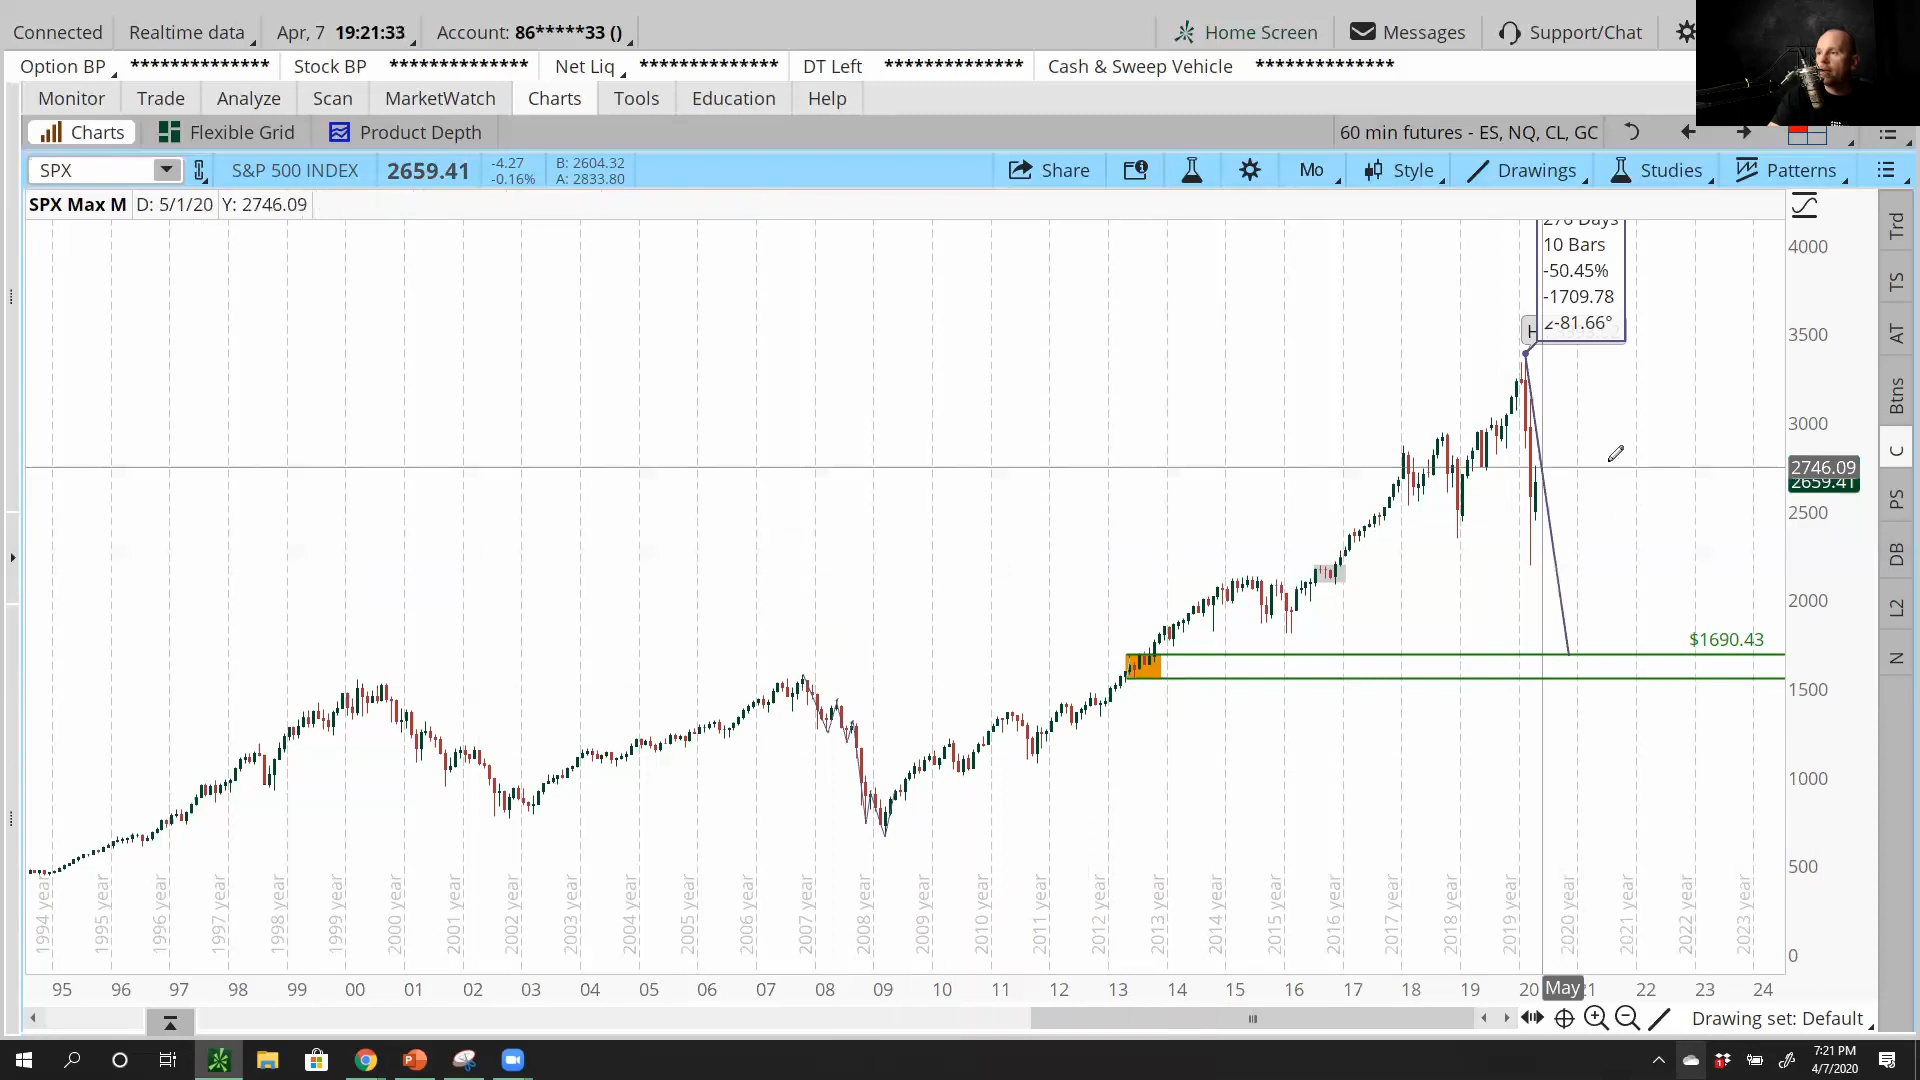 Connected Realtime data Apr, 7 19:21:33 Account: 86*****33 () Home Screen Messages Support/Chat
Option BP ************** Stock BP ************** Net Liq ************** DT Left ************** Cash & Sweep Vehicle **************
Monitor Trade Analyze Scan MarketWatch Charts Tools Education Help
Charts Flexible Grid Product Depth 60 min futures - ES, NQ, CL, GC
SPX S&P 500 INDEX 2659.41 -4.27 B: 2604.32 Share Mo Style Drawings Studies Patterns
-0.16% A: 2833.80
SPX Max M D: 5/1/20 Y: 2746.09
276 Days
10 Bars
-50.45%
-1709.78
∠-81.66°
H
4000
3500
3000
2746.09
2659.41
2500
2000
$1690.43
1500
1000
500
0
Trd
TS
AT
Btns
C
PS
DB
L2
N
1994 year 1995 year 1996 year 1997 year 1998 year 1999 year 2000 year 2001 year 2002 year 2003 year 2004 year 2005 year 2006 year 2007 year 2008 year 2009 year 2010 year 2011 year 2012 year 2013 year 2014 year 2015 year 2016 year 2017 year 2018 year 2019 year 2020 year 2021 year 2022 year 2023 year
95 96 97 98 99 00 01 02 03 04 05 06 07 08 09 10 11 12 13 14 15 16 17 18 19 20 May 21 22 23 24
Drawing set: Default
7:21 PM
4/7/2020